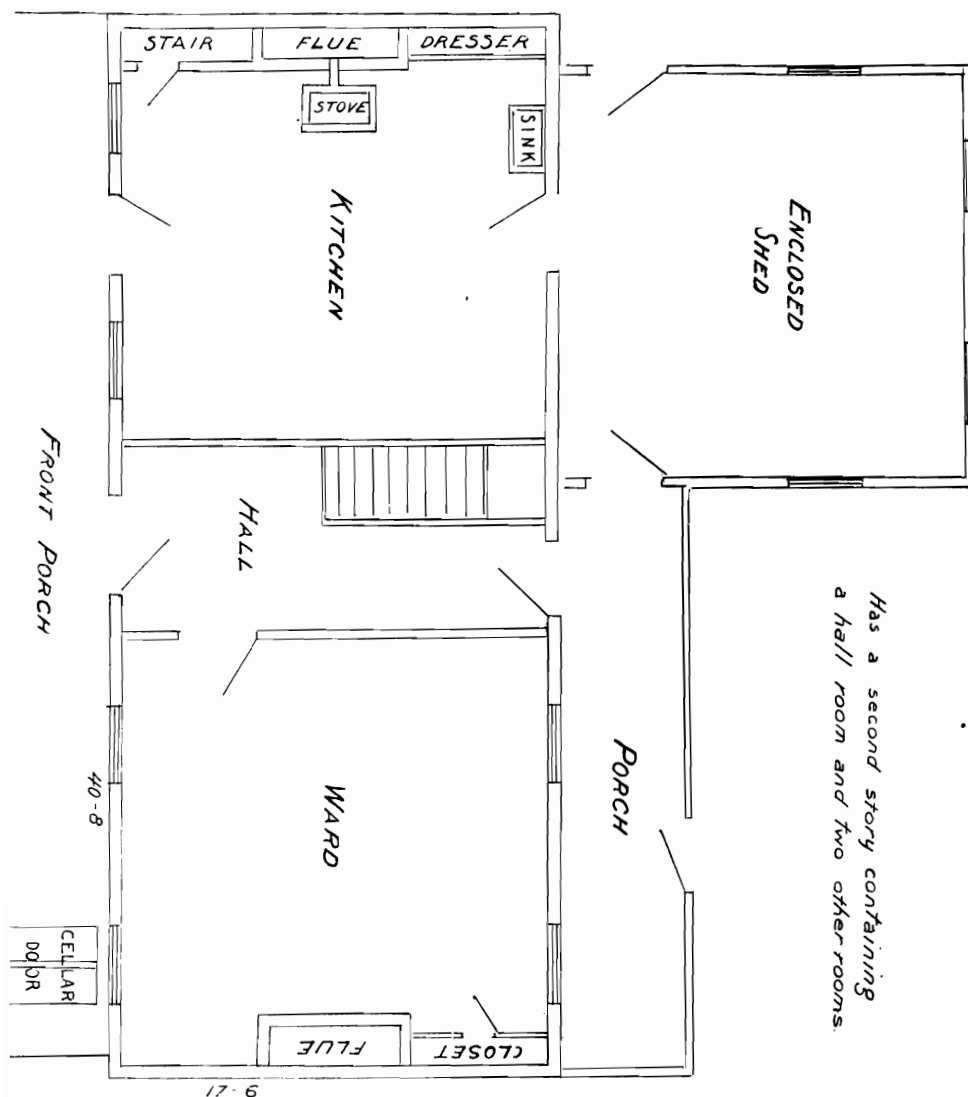 STAIR
FLUE
DRESSER
STOVE
SINK
KITCHEN
ENCLOSED
SHED
FRONT PORCH
HALL
Has a second story containing
a hall room and two other rooms.
PORCH
WARD
40-8
CELLAR
DOOR
FLUE
CLOSET
17-6